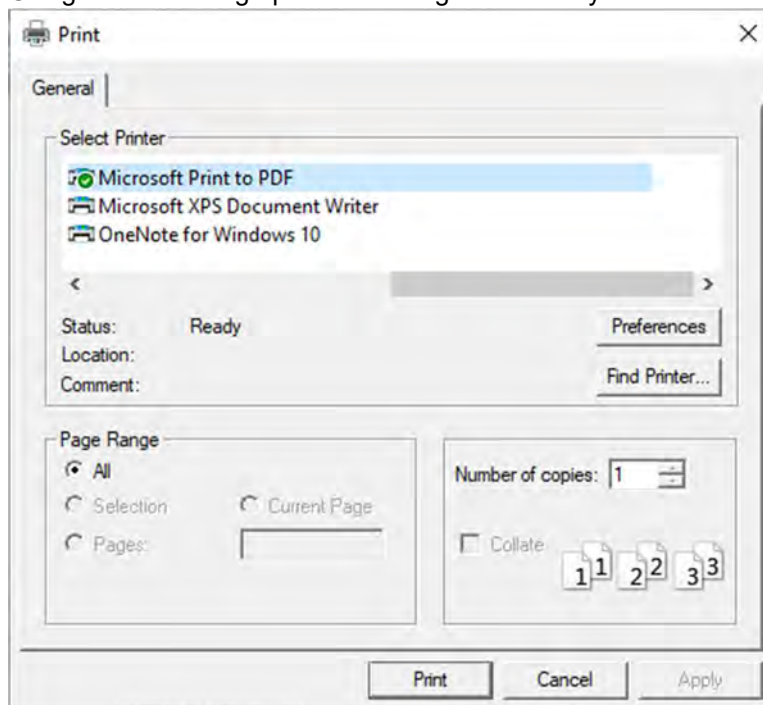 Print
General
Select Printer
Microsoft Print to PDF
Microsoft XPS Document Writer
OneNote for Windows 10
Status: Ready
Location:
Comment:
Preferences
Find Printer...
Page Range
All
Selection Current Page
Pages:
Number of copies: 1
Collate
1 1 2 2 3 3
Print Cancel Apply